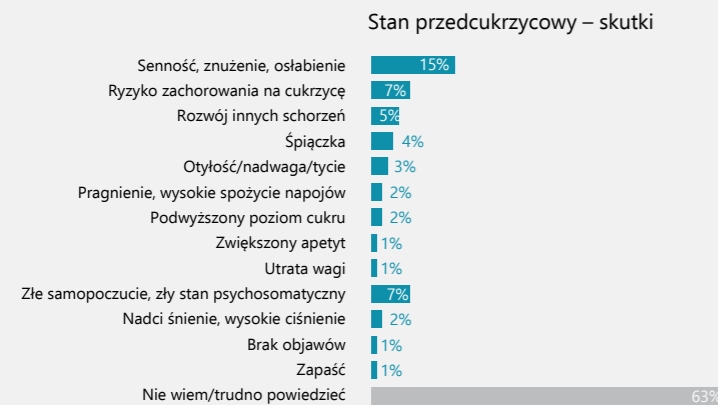 Stan przedcukrzycowy – skutki
Senność, znużenie, osłabienie 15%
Ryzyko zachorowania na cukrzycę 7%
Rozwój innych schorzeń 5%
Śpiączka 4%
Otyłość/nadwaga/tycie 3%
Pragnienie, wysokie spożycie napojów 2%
Podwyższony poziom cukru 2%
Zwiększony apetyt 1%
Utrata wagi 1%
Złe samopoczucie, zły stan psychosomatyczny 7%
Nadci śnienie, wysokie ciśnienie 2%
Brak objawów 1%
Zapaść 1%
Nie wiem/trudno powiedzieć 63%